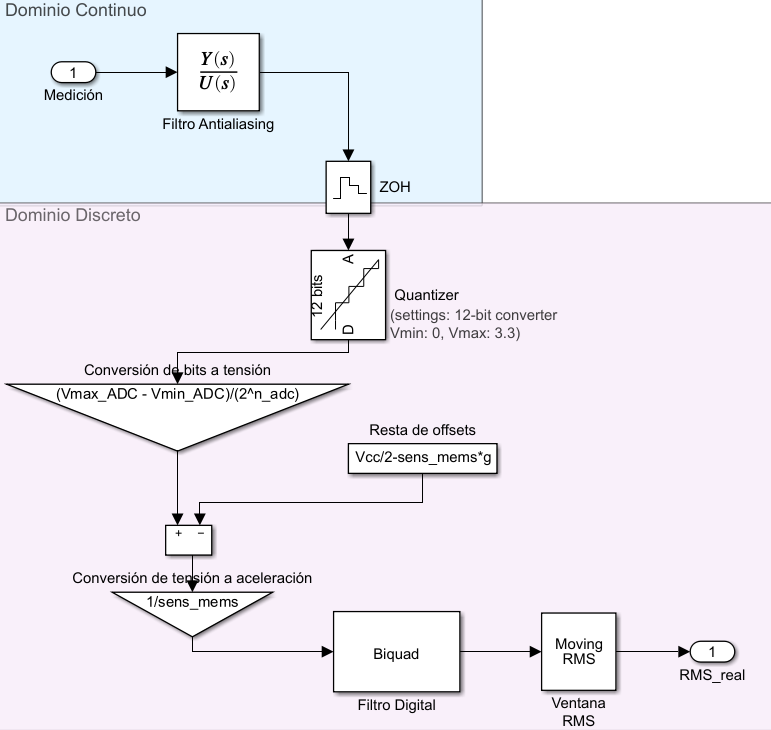 Dominio Continuo
1
Medición
Y(s)
U(s)
Filtro Antialiasing
ZOH
Dominio Discreto
12 bits
A
D
Quantizer
(settings: 12-bit converter
Vmin: 0, Vmax: 3.3)
Conversión de bits a tensión
(Vmax_ADC - Vmin_ADC)/(2^n_adc)
Resta de offsets
Vcc/2-sens_mems*g
+ −
Conversión de tensión a aceleración
1/sens_mems
Biquad
Filtro Digital
Moving
RMS
Ventana
RMS
1
RMS_real